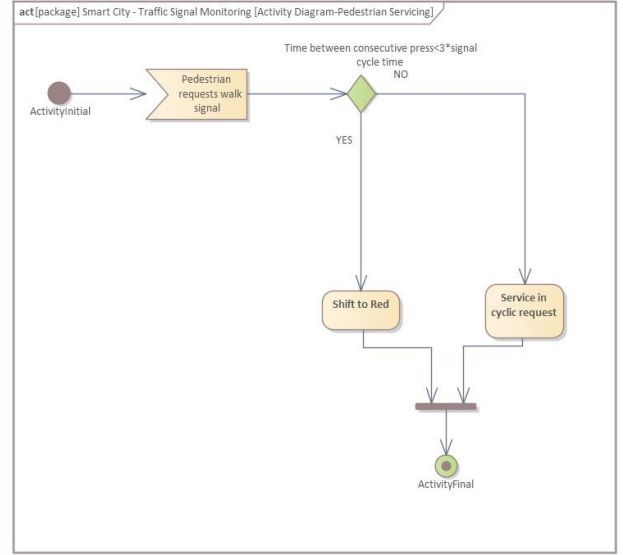 act [package] Smart City - Traffic Signal Monitoring [Activity Diagram-Pedestrian Servicing]
Time between consecutive press<3*signal
cycle time
NO
Pedestrian
requests walk
signal
ActivityInitial
YES
Shift to Red
Service in
cyclic request
ActivityFinal